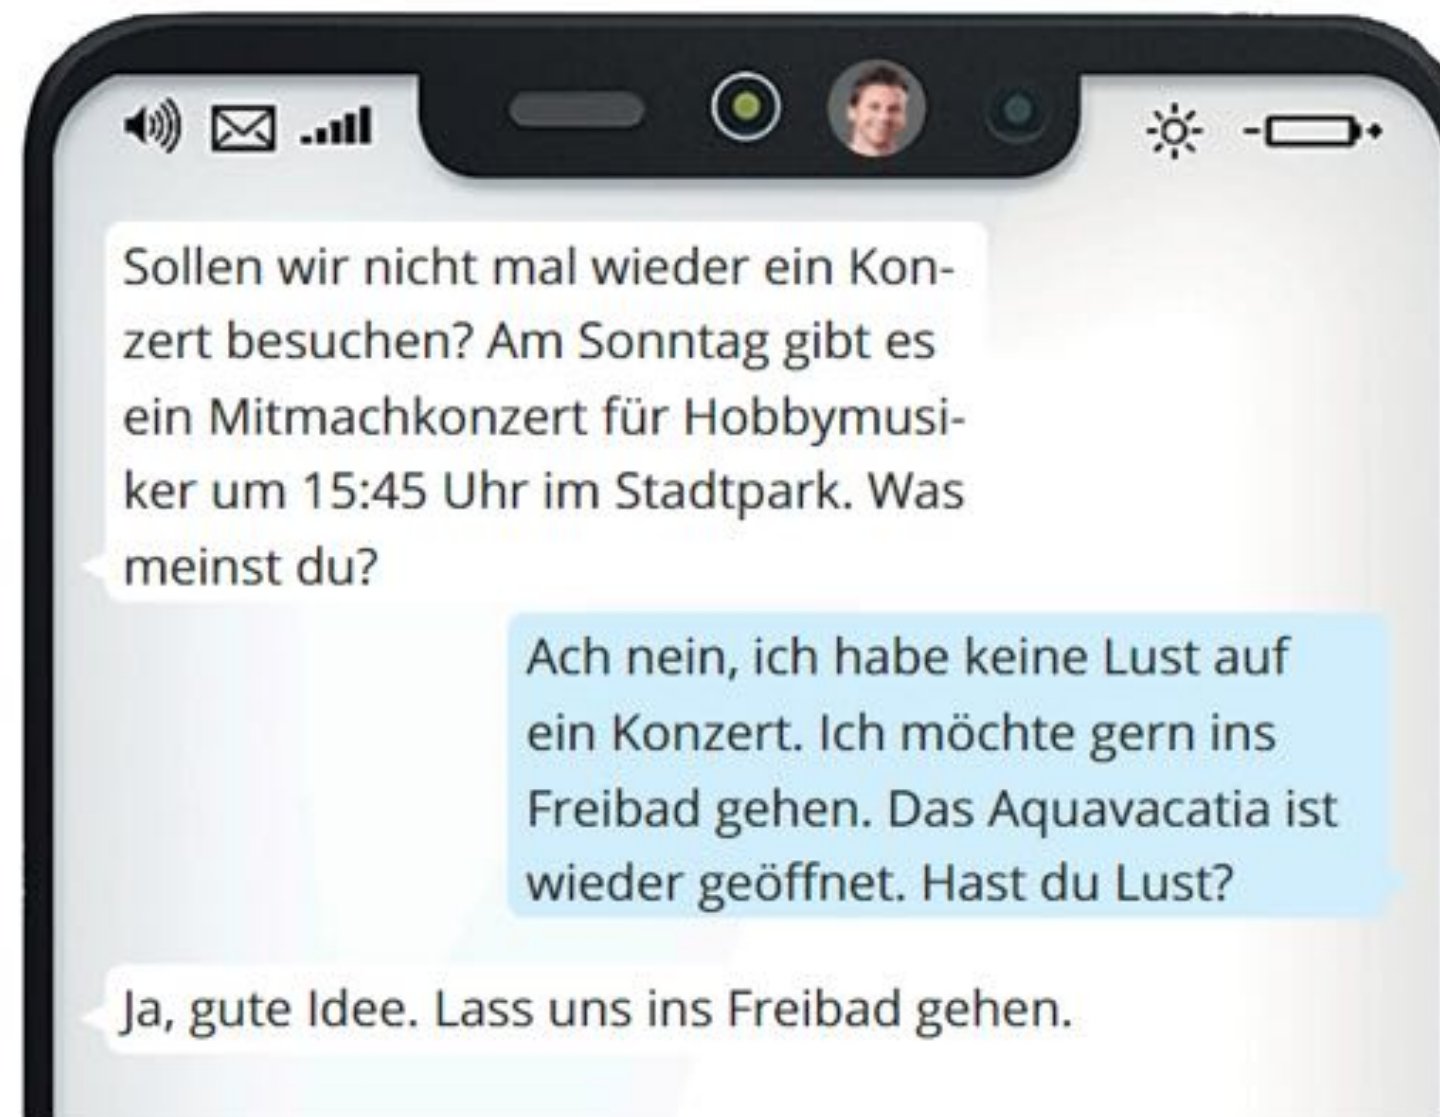 Sollen wir nicht mal wieder ein Kon-
zert besuchen? Am Sonntag gibt es
ein Mitmachkonzert für Hobbymusi-
ker um 15:45 Uhr im Stadtpark. Was
meinst du?
Ach nein, ich habe keine Lust auf
ein Konzert. Ich möchte gern ins
Freibad gehen. Das Aquavacatia ist
wieder geöffnet. Hast du Lust?
Ja, gute Idee. Lass uns ins Freibad gehen.